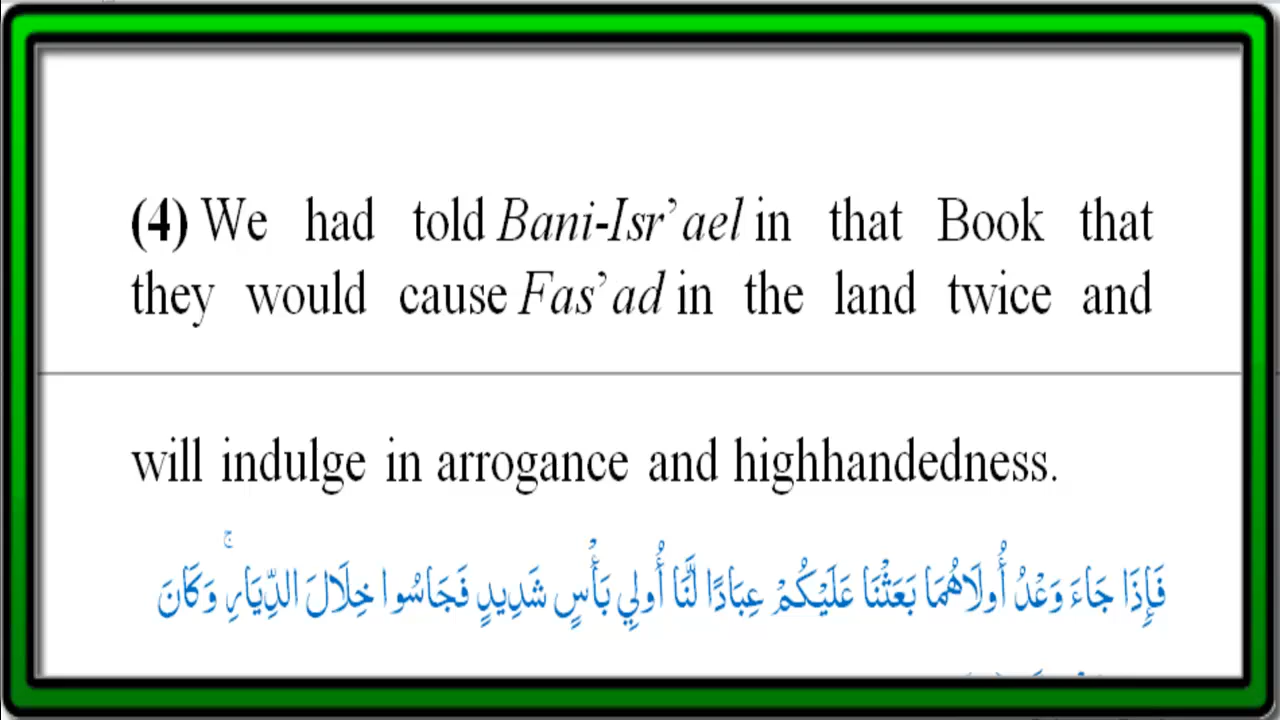 (4) We had told Bani-Isr’ael in that Book that
they would cause Fas’ad in the land twice and
will indulge in arrogance and highhandedness.
فَإِذَا جَاءَ وَعْدُ أُولَاهُمَا بَعَثْنَا عَلَيْكُمْ عِبَادًا لَّنَا أُولِي بَأْسٍ شَدِيدٍ فَجَاسُوا خِلَالَ الدِّيَارِ ۚ وَكَانَ